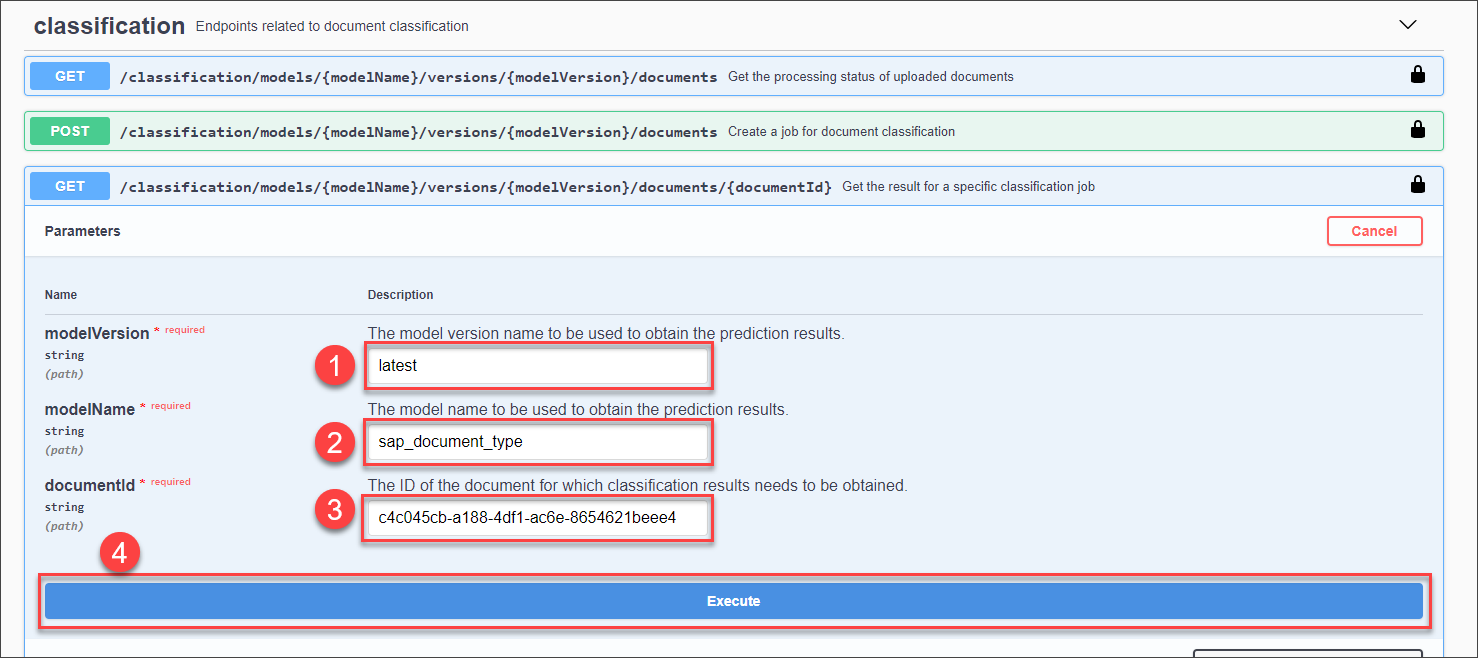 classification Endpoints related to document classification
GET /classification/models/{modelName}/versions/{modelVersion}/documents Get the processing status of uploaded documents
POST /classification/models/{modelName}/versions/{modelVersion}/documents Create a job for document classification
GET /classification/models/{modelName}/versions/{modelVersion}/documents/{documentId} Get the result for a specific classification job
Parameters Cancel
Name Description
modelVersion * required The model version name to be used to obtain the prediction results.
string
(path)
1 latest
modelName * required The model name to be used to obtain the prediction results.
string
(path)
2 sap_document_type
documentId * required The ID of the document for which classification results needs to be obtained.
string
(path)
3 c4c045cb-a188-4df1-ac6e-8654621beee4
4
Execute